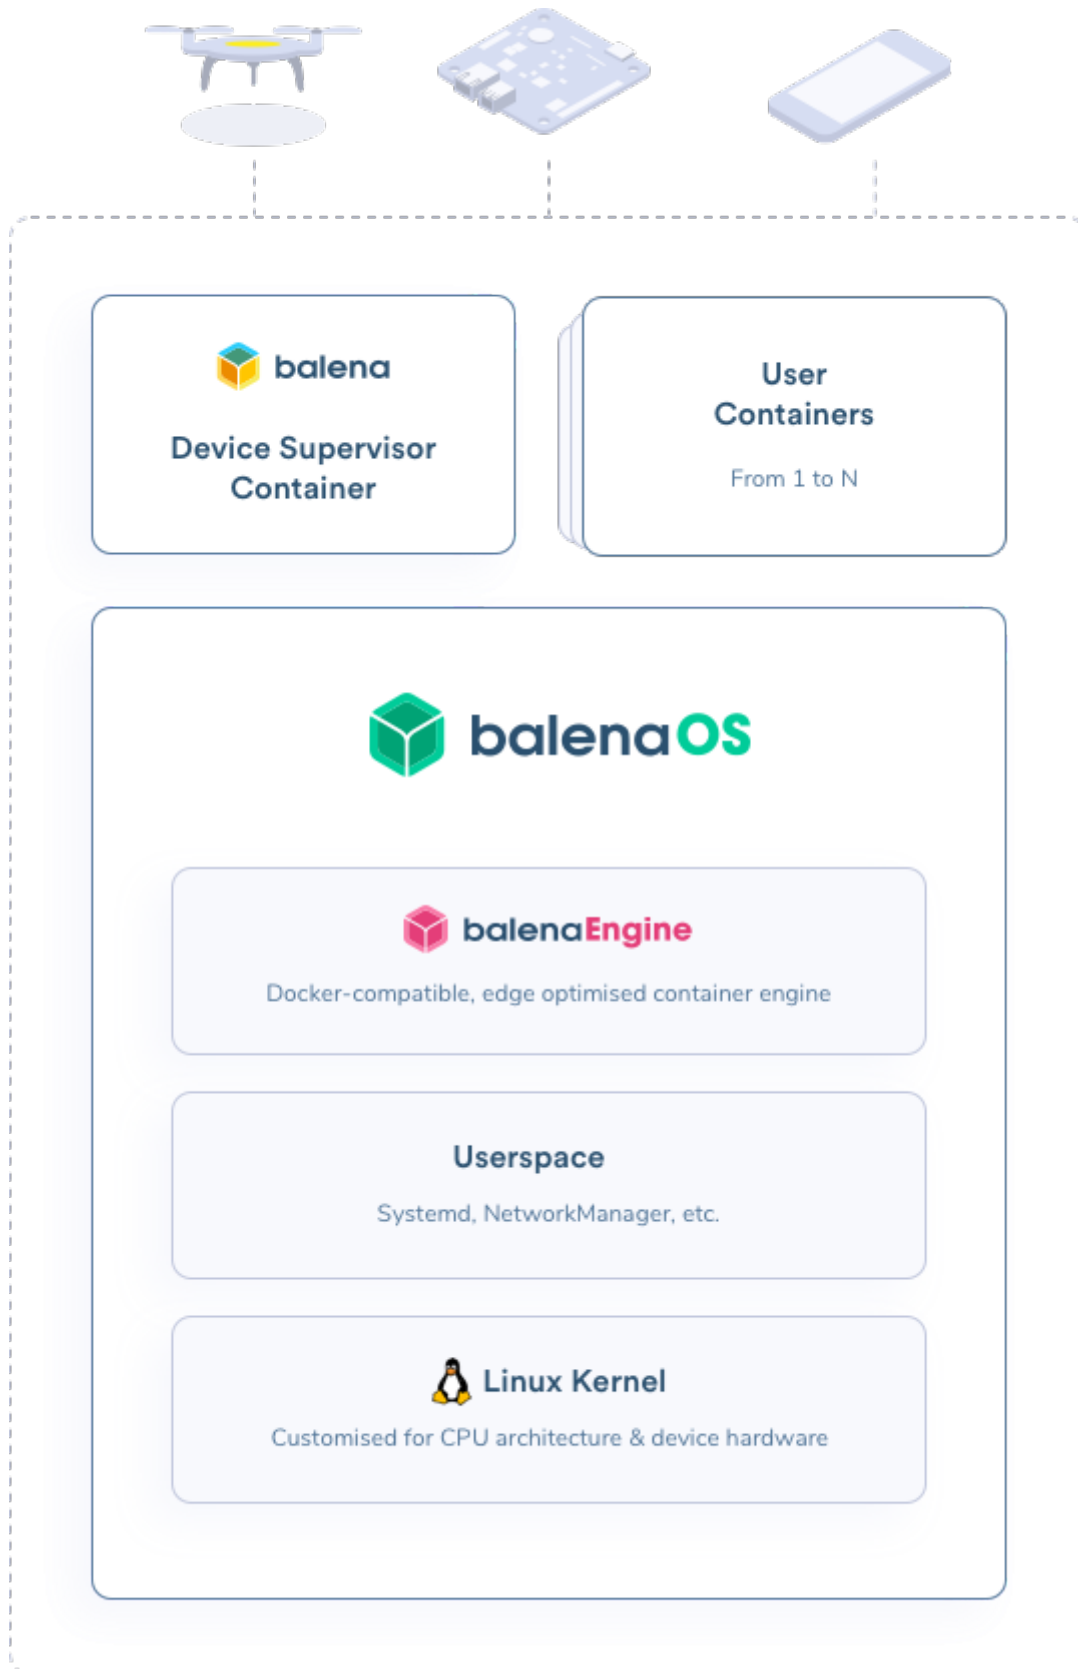 balena
Device Supervisor
Container
User
Containers
From 1 to N
balenaOS
balenaEngine
Docker-compatible, edge optimised container engine
Userspace
Systemd, NetworkManager, etc.
Linux Kernel
Customised for CPU architecture & device hardware